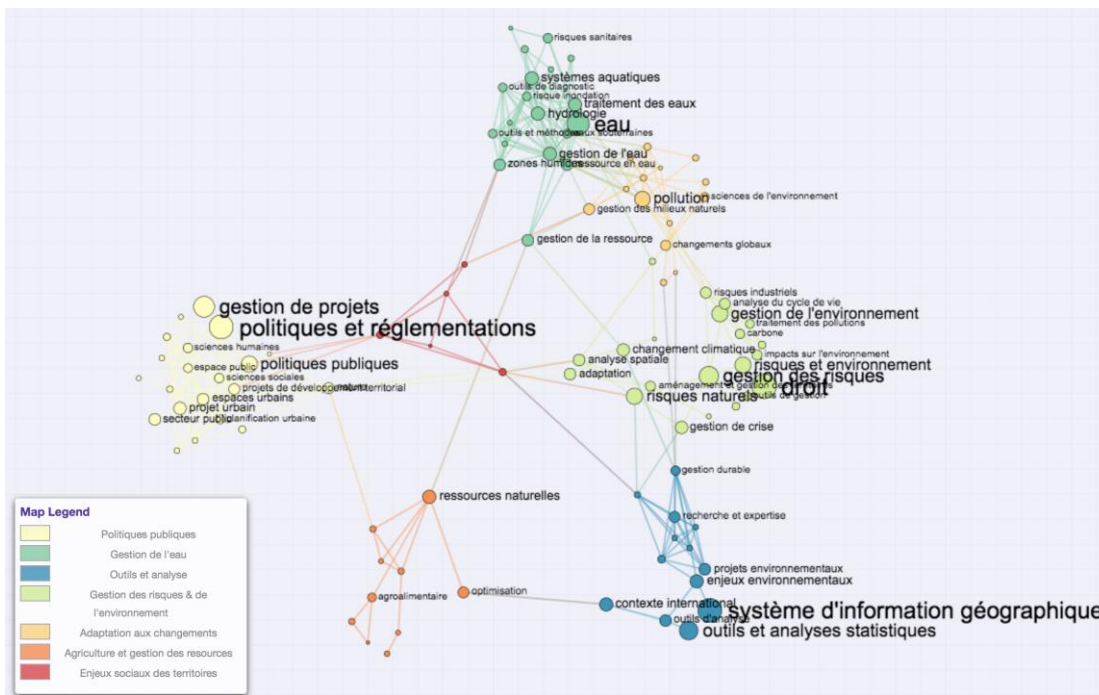 risques sanitaires
systèmes aquatiques
outils de diagnostic
risque inondation
traitement des eaux
hydrologie
eau
outils et méthodes
eaux souterraines
gestion de l'eau
zones humides
ressource en eau
pollution
sciences de l'environnement
gestion des milieux naturels
gestion de la ressource
changements globaux
risques industriels
analyse du cycle de vie
gestion de l'environnement
traitement des pollutions
carbone
gestion de projets
politiques et réglementations
sciences humaines
espace public
politiques publiques
sciences sociales
projets de développement territorial
espaces urbains
projet urbain
secteur public
planification urbaine
changement climatique
analyse spatiale
adaptation
impacts sur l'environnement
risques et environnement
gestion des risques
droit
aménagement et gestion des
risques naturels
outils de gestion
gestion de crise
gestion durable
ressources naturelles
recherche et expertise
projets environnementaux
enjeux environnementaux
agroalimentaire
optimisation
contexte international
système d'information géographique
outils d'analyse
outils et analyses statistiques
Map Legend
Politiques publiques
Gestion de l'eau
Outils et analyse
Gestion des risques & de
l'environnement
Adaptation aux changements
Agriculture et gestion des resources
Enjeux sociaux des territoires